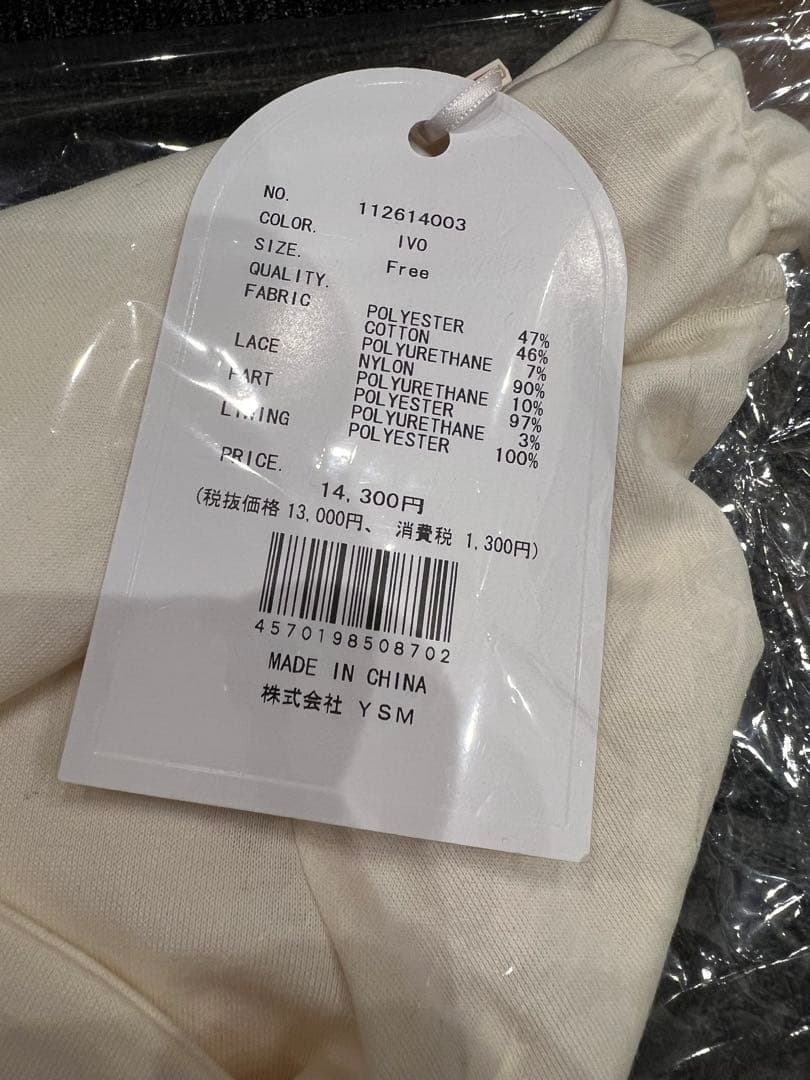 NO. 112614003
COLOR. IVO
SIZE. Free
QUALITY.
FABRIC POLYESTER 47%
COTTON 46%
POLYURETHANE 7%
LACE NYLON 90%
POLYURETHANE 10%
PART POLYESTER 97%
POLYURETHANE 3%
LINING POLYESTER 100%
PRICE. 14,300円
(税抜価格 13,000円、 消費税 1,300円)
4570198508702
MADE IN CHINA
株式会社 YSM